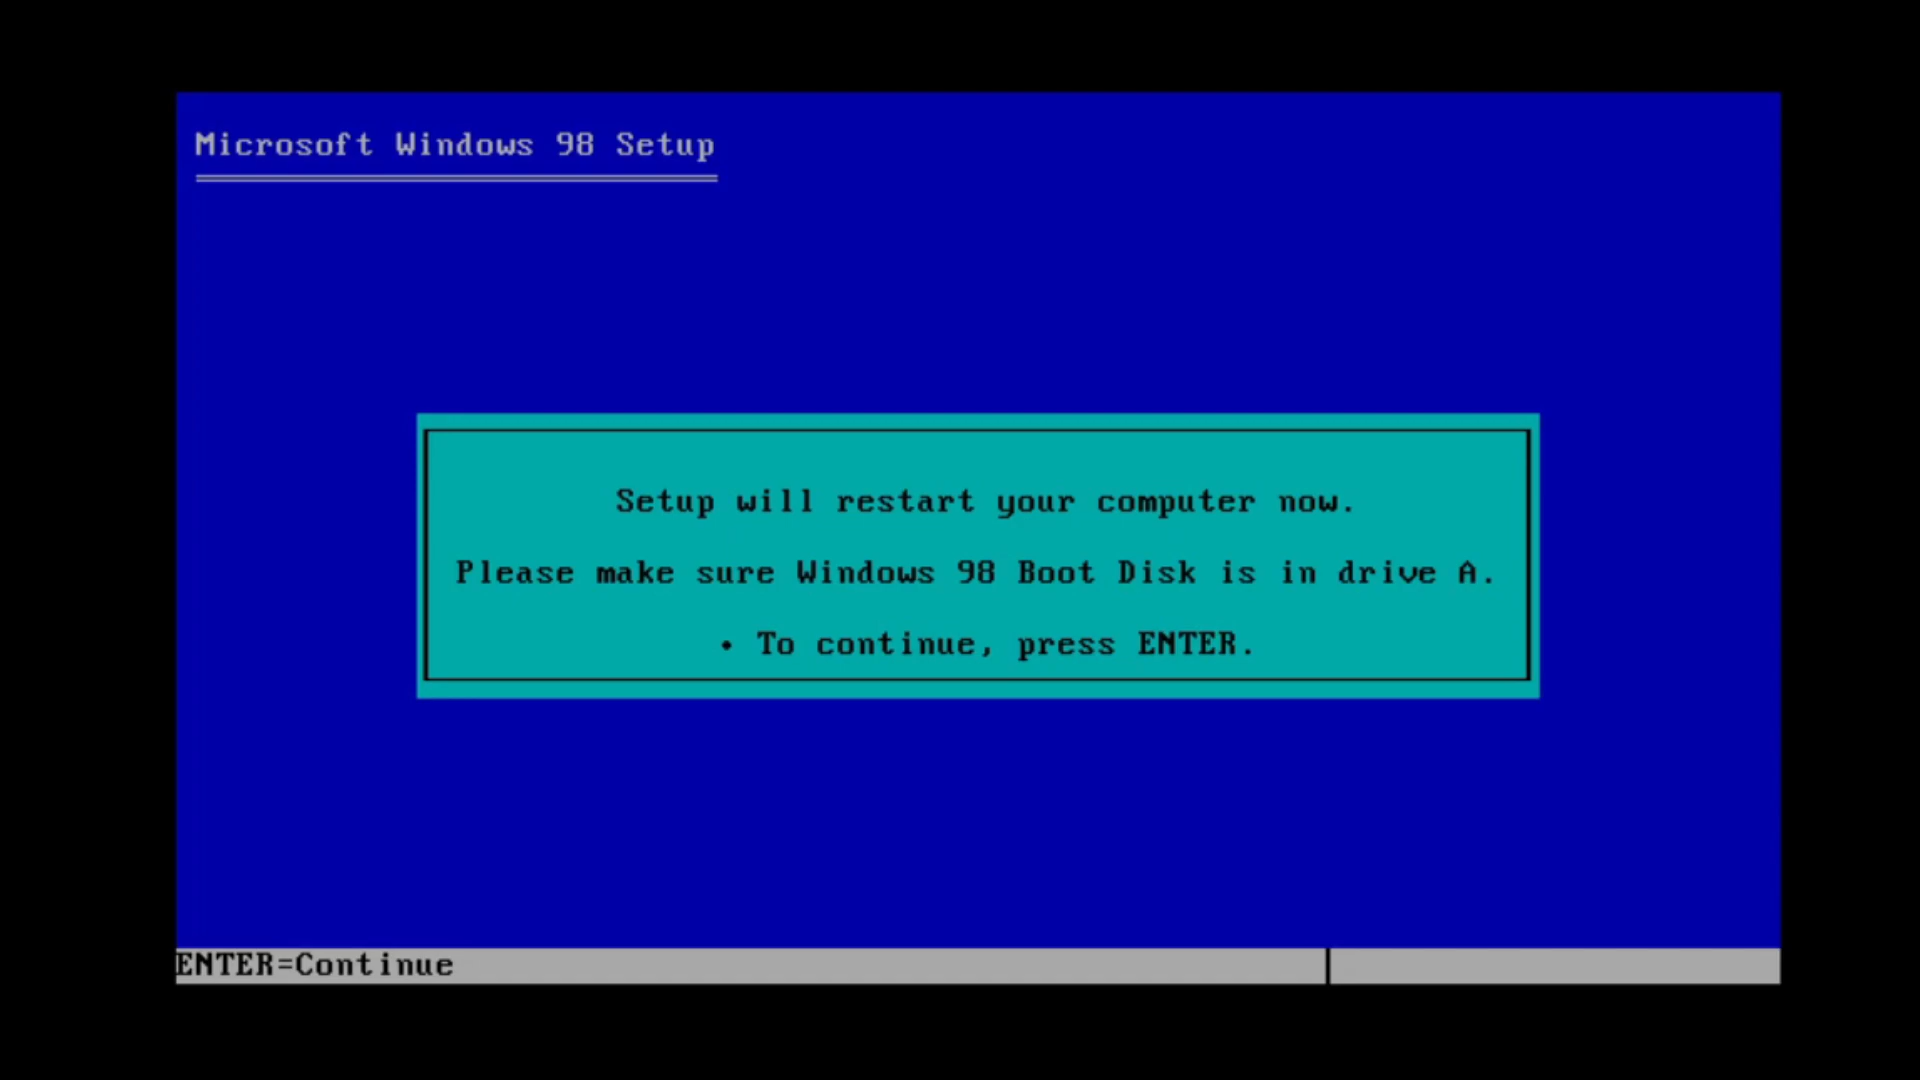 Microsoft Windows 98 Setup
Setup will restart your computer now.
Please make sure Windows 98 Boot Disk is in drive A.
• To continue, press ENTER.
ENTER=Continue